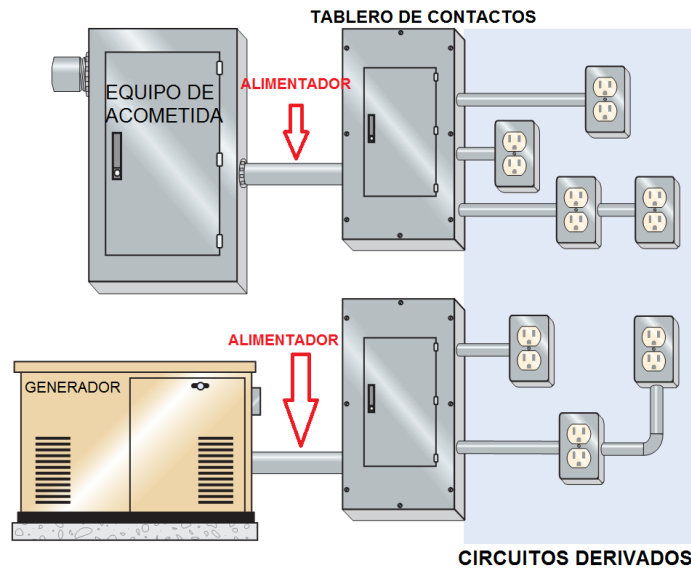 TABLERO DE CONTACTOS
EQUIPO DE
ACOMETIDA
ALIMENTADOR
ALIMENTADOR
GENERADOR
CIRCUITOS DERIVADOS